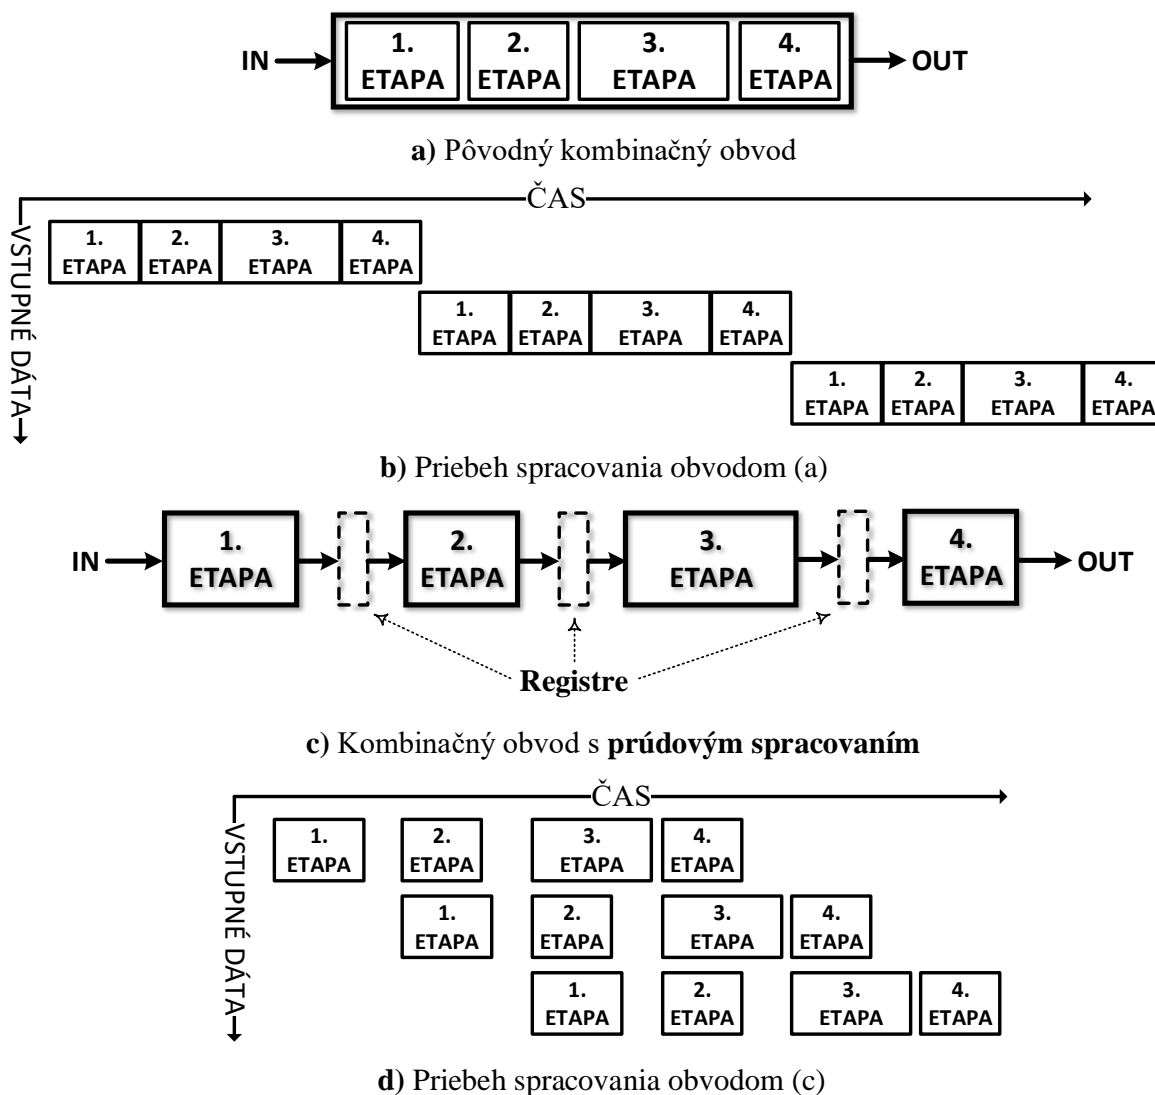 IN
1.
ETAPA
2.
ETAPA
3.
ETAPA
4.
ETAPA
OUT
a) Pôvodný kombinačný obvod
ČAS
VSTUPNÉ DÁTA
1.
ETAPA
2.
ETAPA
3.
ETAPA
4.
ETAPA
1.
ETAPA
2.
ETAPA
3.
ETAPA
4.
ETAPA
1.
ETAPA
2.
ETAPA
3.
ETAPA
4.
ETAPA
b) Priebeh spracovania obvodom (a)
IN
1.
ETAPA
2.
ETAPA
3.
ETAPA
4.
ETAPA
OUT
Registre
c) Kombinačný obvod s prúdovým spracovaním
ČAS
VSTUPNÉ DÁTA
1.
ETAPA
2.
ETAPA
3.
ETAPA
4.
ETAPA
1.
ETAPA
2.
ETAPA
3.
ETAPA
4.
ETAPA
1.
ETAPA
2.
ETAPA
3.
ETAPA
4.
ETAPA
d) Priebeh spracovania obvodom (c)